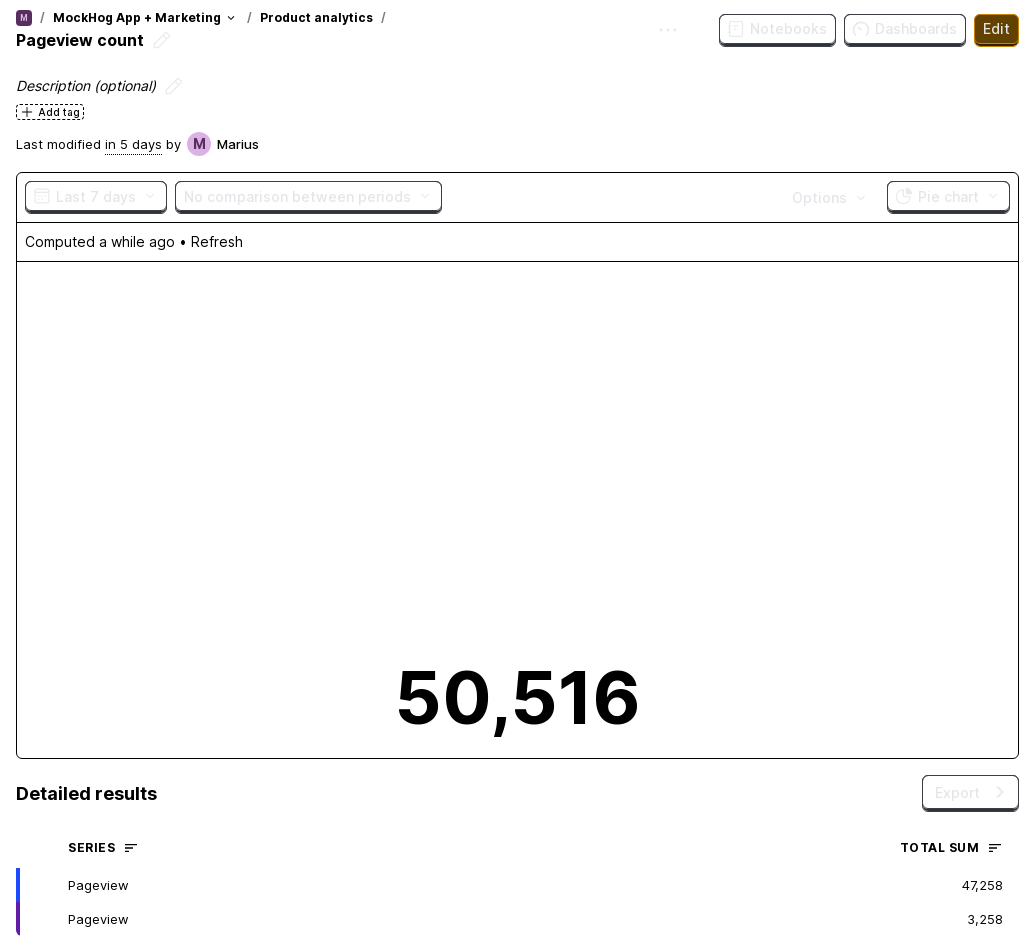 M / MockHog App + Marketing / Product analytics /
Pageview count
Notebooks
Dashboards
Edit
Description (optional)
Add tag
Last modified in 5 days by M Marius
Last 7 days
No comparison between periods
Options
Pie chart
Computed a while ago • Refresh
50,516
Detailed results
Export
SERIES
TOTAL SUM
Pageview
47,258
Pageview
3,258